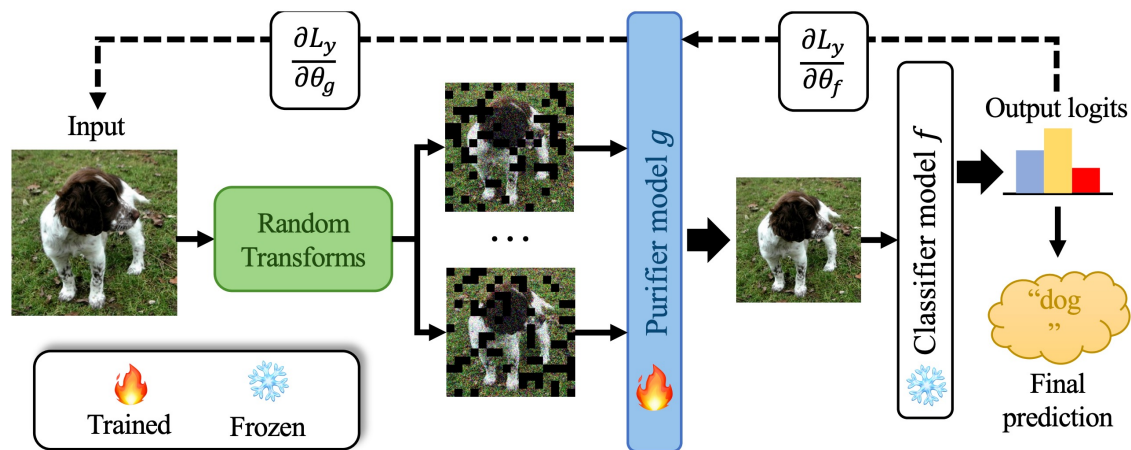 ∂L_y
∂θ_g
∂L_y
∂θ_f
Input
Output logits
Random
Transforms
...
Purifier model g
Classifier model f
“dog
”
Final
prediction
Trained
Frozen